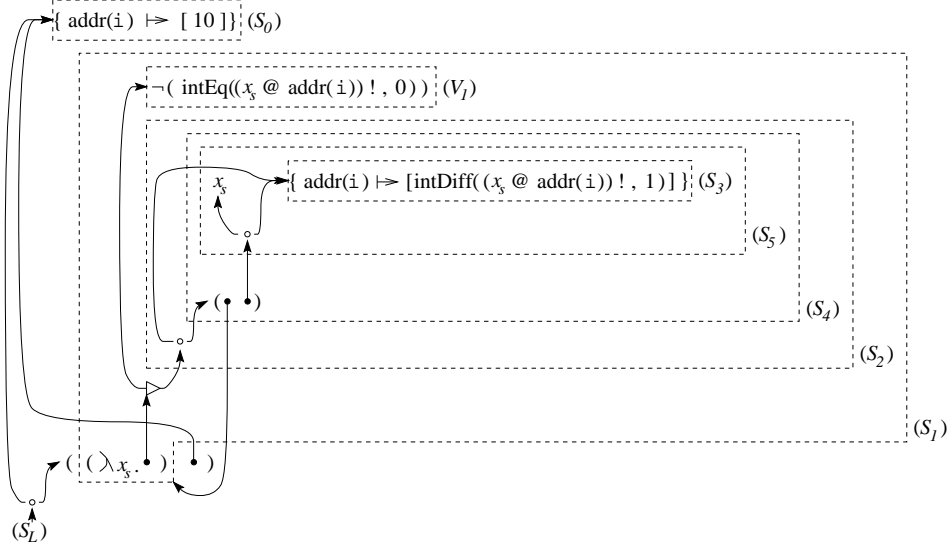 { addr(i) ↦ [ 10 ] } (S₀)
¬( intEq((xₛ @ addr(i)) ! , 0) ) (V₁)
xₛ { addr(i) ↦ [intDiff((xₛ @ addr(i)) ! , 1) ] } (S₃)
(S₅)
( )
(S₄)
(S₂)
(S₁)
( ( λ xₛ . ) )
(S_L)